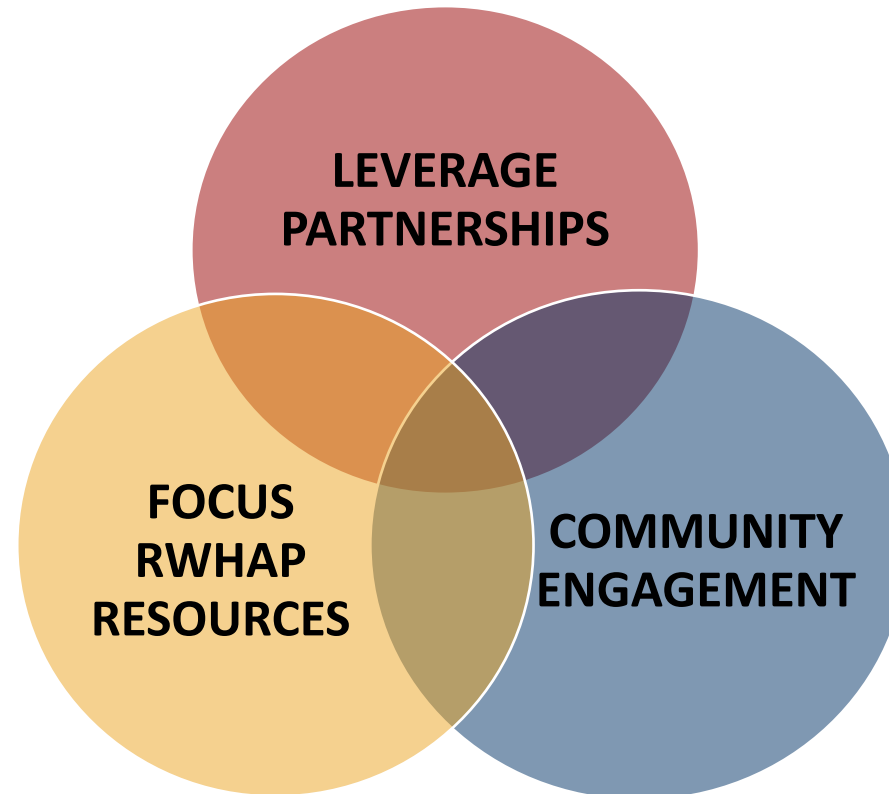 LEVERAGE
PARTNERSHIPS
FOCUS
RWHAP
RESOURCES
COMMUNITY
ENGAGEMENT